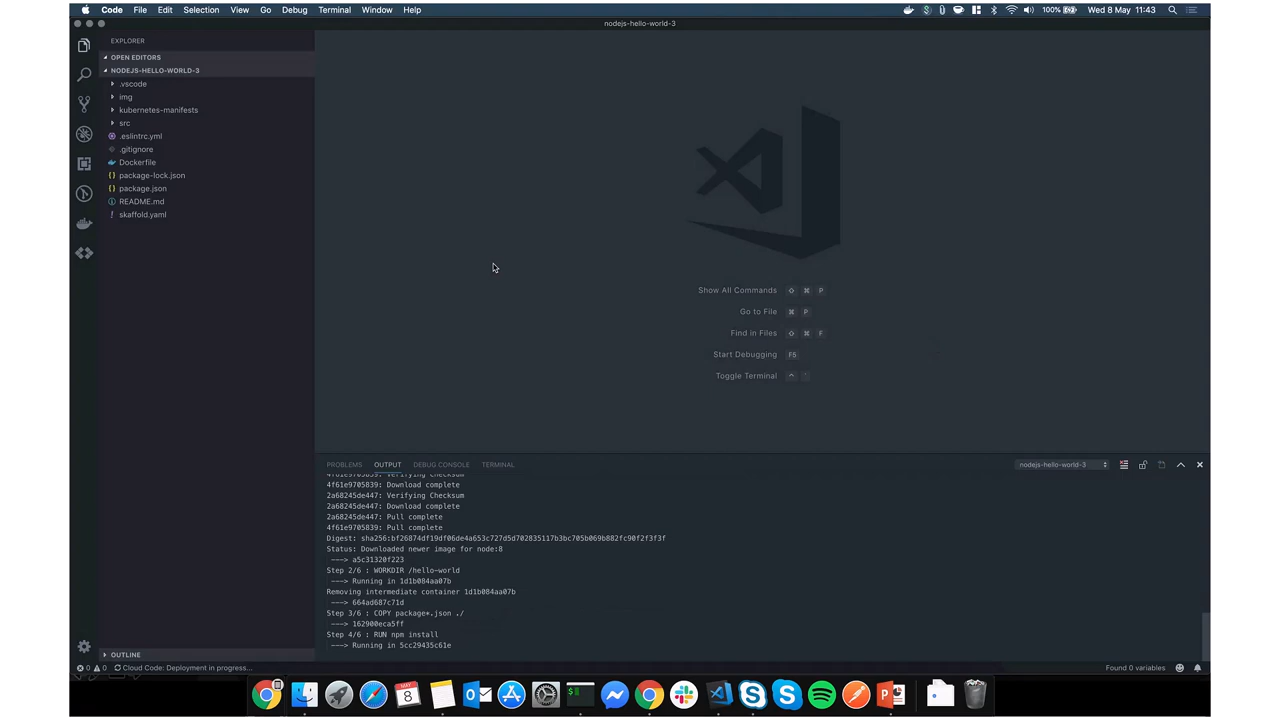 Code File Edit Selection View Go Debug Terminal Window Help
100% Wed 8 May 11:43
nodejs-hello-world-3
EXPLORER
OPEN EDITORS
NODEJS-HELLO-WORLD-3
.vscode
img
kubernetes-manifests
src
.eslintrc.yml
.gitignore
Dockerfile
package-lock.json
package.json
README.md
skaffold.yaml
Show All Commands ⇧ ⌘ P
Go to File ⌘ P
Find in Files ⇧ ⌘ F
Start Debugging F5
Toggle Terminal ^ `
PROBLEMS OUTPUT DEBUG CONSOLE TERMINAL
nodejs-hello-world-3
4f61e9705839: Verifying Checksum
4f61e9705839: Download complete
2a68245de447: Verifying Checksum
2a68245de447: Download complete
2a68245de447: Pull complete
4f61e9705839: Pull complete
Digest: sha256:bf26874df19df06de4a653c727d5d702835117b3bc705b069b882fc90f2f3f3f
Status: Downloaded newer image for node:8
---> a5c31320f223
Step 2/6 : WORKDIR /hello-world
---> Running in 1d1b084aa07b
Removing intermediate container 1d1b084aa07b
---> 664ad687c71d
Step 3/6 : COPY package*.json ./
---> 162900eca5ff
Step 4/6 : RUN npm install
---> Running in 5cc29435c61e
OUTLINE
0 0 Cloud Code: Deployment in progress...
Found 0 variables
MAY
8